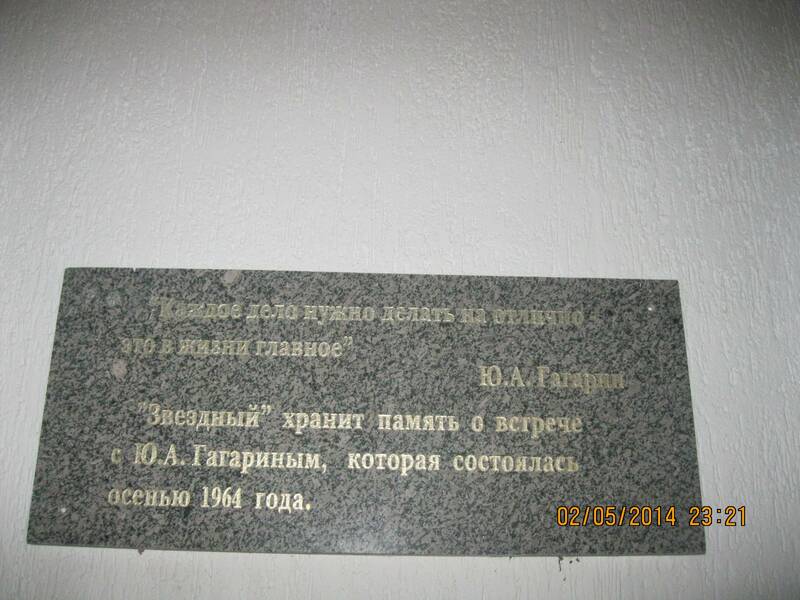 "Каждое дело нужно делать на отлично -
это в жизни главное"
Ю.А. Гагарин
"Звездный" хранит память о встрече
с Ю.А. Гагариным, которая состоялась
осенью 1964 года.
02/05/2014 23:21